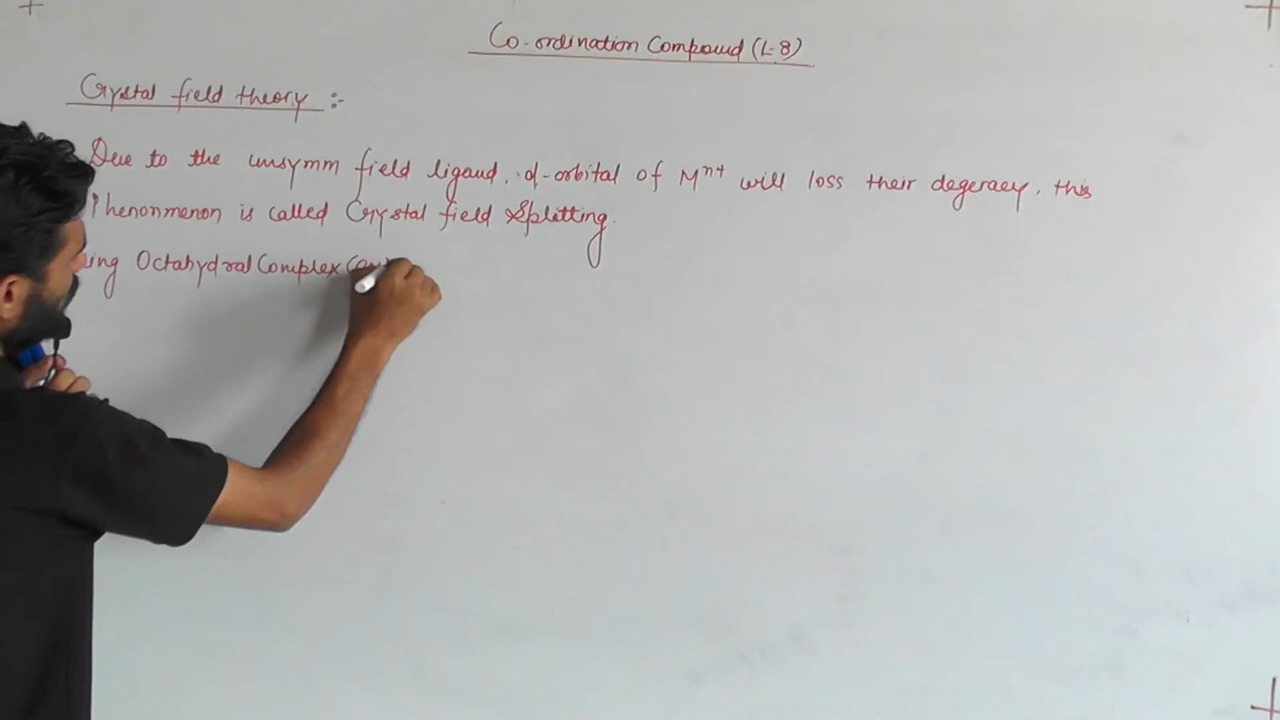 Co-ordination Compound (L-8)
Crystal field theory :-
Due to the unsymm field ligand, d-orbital of Mⁿ⁺ will loss their degeracy, this
Phenonmenon is called Crystal field Splitting.
Octahydral Complex